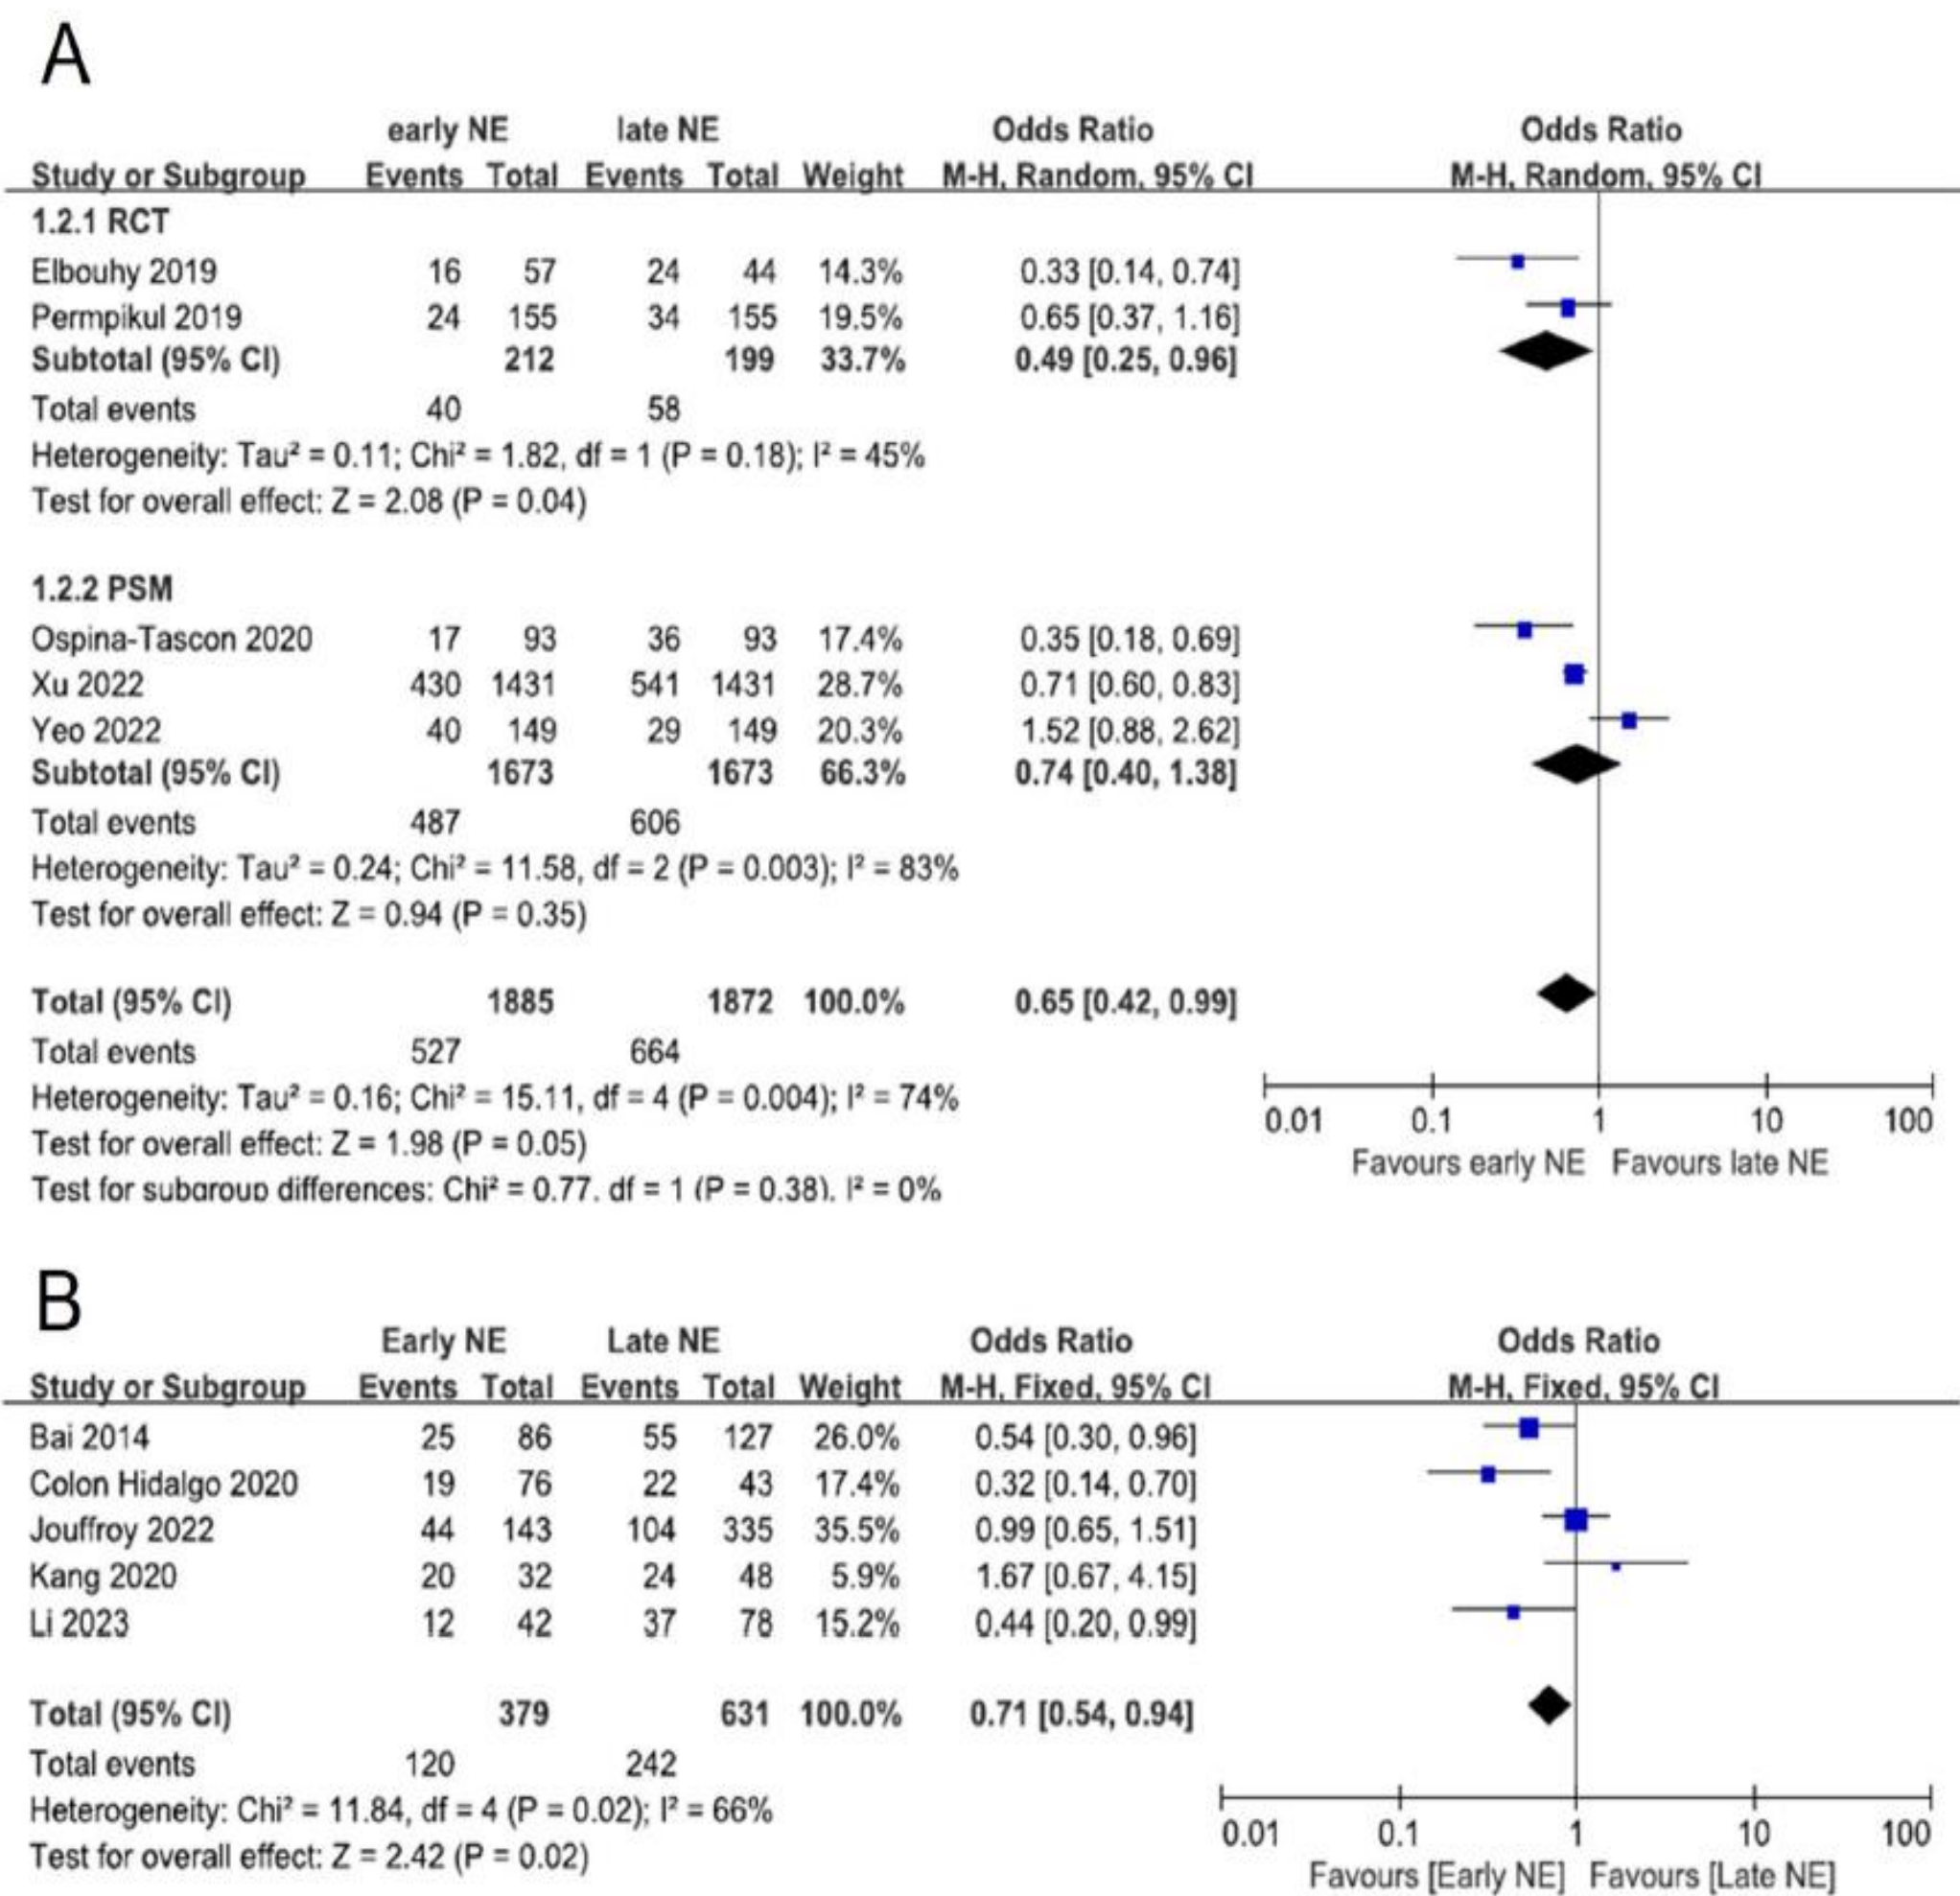 A
early NE late NE Odds Ratio Odds Ratio
Study or Subgroup Events Total Events Total Weight M-H, Random, 95% CI M-H, Random, 95% CI
1.2.1 RCT
Elbouhy 2019 16 57 24 44 14.3% 0.33 [0.14, 0.74]
Permpikul 2019 24 155 34 155 19.5% 0.65 [0.37, 1.16]
Subtotal (95% CI) 212 199 33.7% 0.49 [0.25, 0.96]
Total events 40 58
Heterogeneity: Tau² = 0.11; Chi² = 1.82, df = 1 (P = 0.18); I² = 45%
Test for overall effect: Z = 2.08 (P = 0.04)
1.2.2 PSM
Ospina-Tascon 2020 17 93 36 93 17.4% 0.35 [0.18, 0.69]
Xu 2022 430 1431 541 1431 28.7% 0.71 [0.60, 0.83]
Yeo 2022 40 149 29 149 20.3% 1.52 [0.88, 2.62]
Subtotal (95% CI) 1673 1673 66.3% 0.74 [0.40, 1.38]
Total events 487 606
Heterogeneity: Tau² = 0.24; Chi² = 11.58, df = 2 (P = 0.003); I² = 83%
Test for overall effect: Z = 0.94 (P = 0.35)
Total (95% CI) 1885 1872 100.0% 0.65 [0.42, 0.99]
Total events 527 664
Heterogeneity: Tau² = 0.16; Chi² = 15.11, df = 4 (P = 0.004); I² = 74%
Test for overall effect: Z = 1.98 (P = 0.05)
Test for subgroup differences: Chi² = 0.77. df = 1 (P = 0.38). I² = 0%
0.01 0.1 1 10 100
Favours early NE Favours late NE
B
Early NE Late NE Odds Ratio Odds Ratio
Study or Subgroup Events Total Events Total Weight M-H, Fixed, 95% CI M-H, Fixed, 95% CI
Bai 2014 25 86 55 127 26.0% 0.54 [0.30, 0.96]
Colon Hidalgo 2020 19 76 22 43 17.4% 0.32 [0.14, 0.70]
Jouffroy 2022 44 143 104 335 35.5% 0.99 [0.65, 1.51]
Kang 2020 20 32 24 48 5.9% 1.67 [0.67, 4.15]
Li 2023 12 42 37 78 15.2% 0.44 [0.20, 0.99]
Total (95% CI) 379 631 100.0% 0.71 [0.54, 0.94]
Total events 120 242
Heterogeneity: Chi² = 11.84, df = 4 (P = 0.02); I² = 66%
Test for overall effect: Z = 2.42 (P = 0.02)
0.01 0.1 1 10 100
Favours [Early NE] Favours [Late NE]